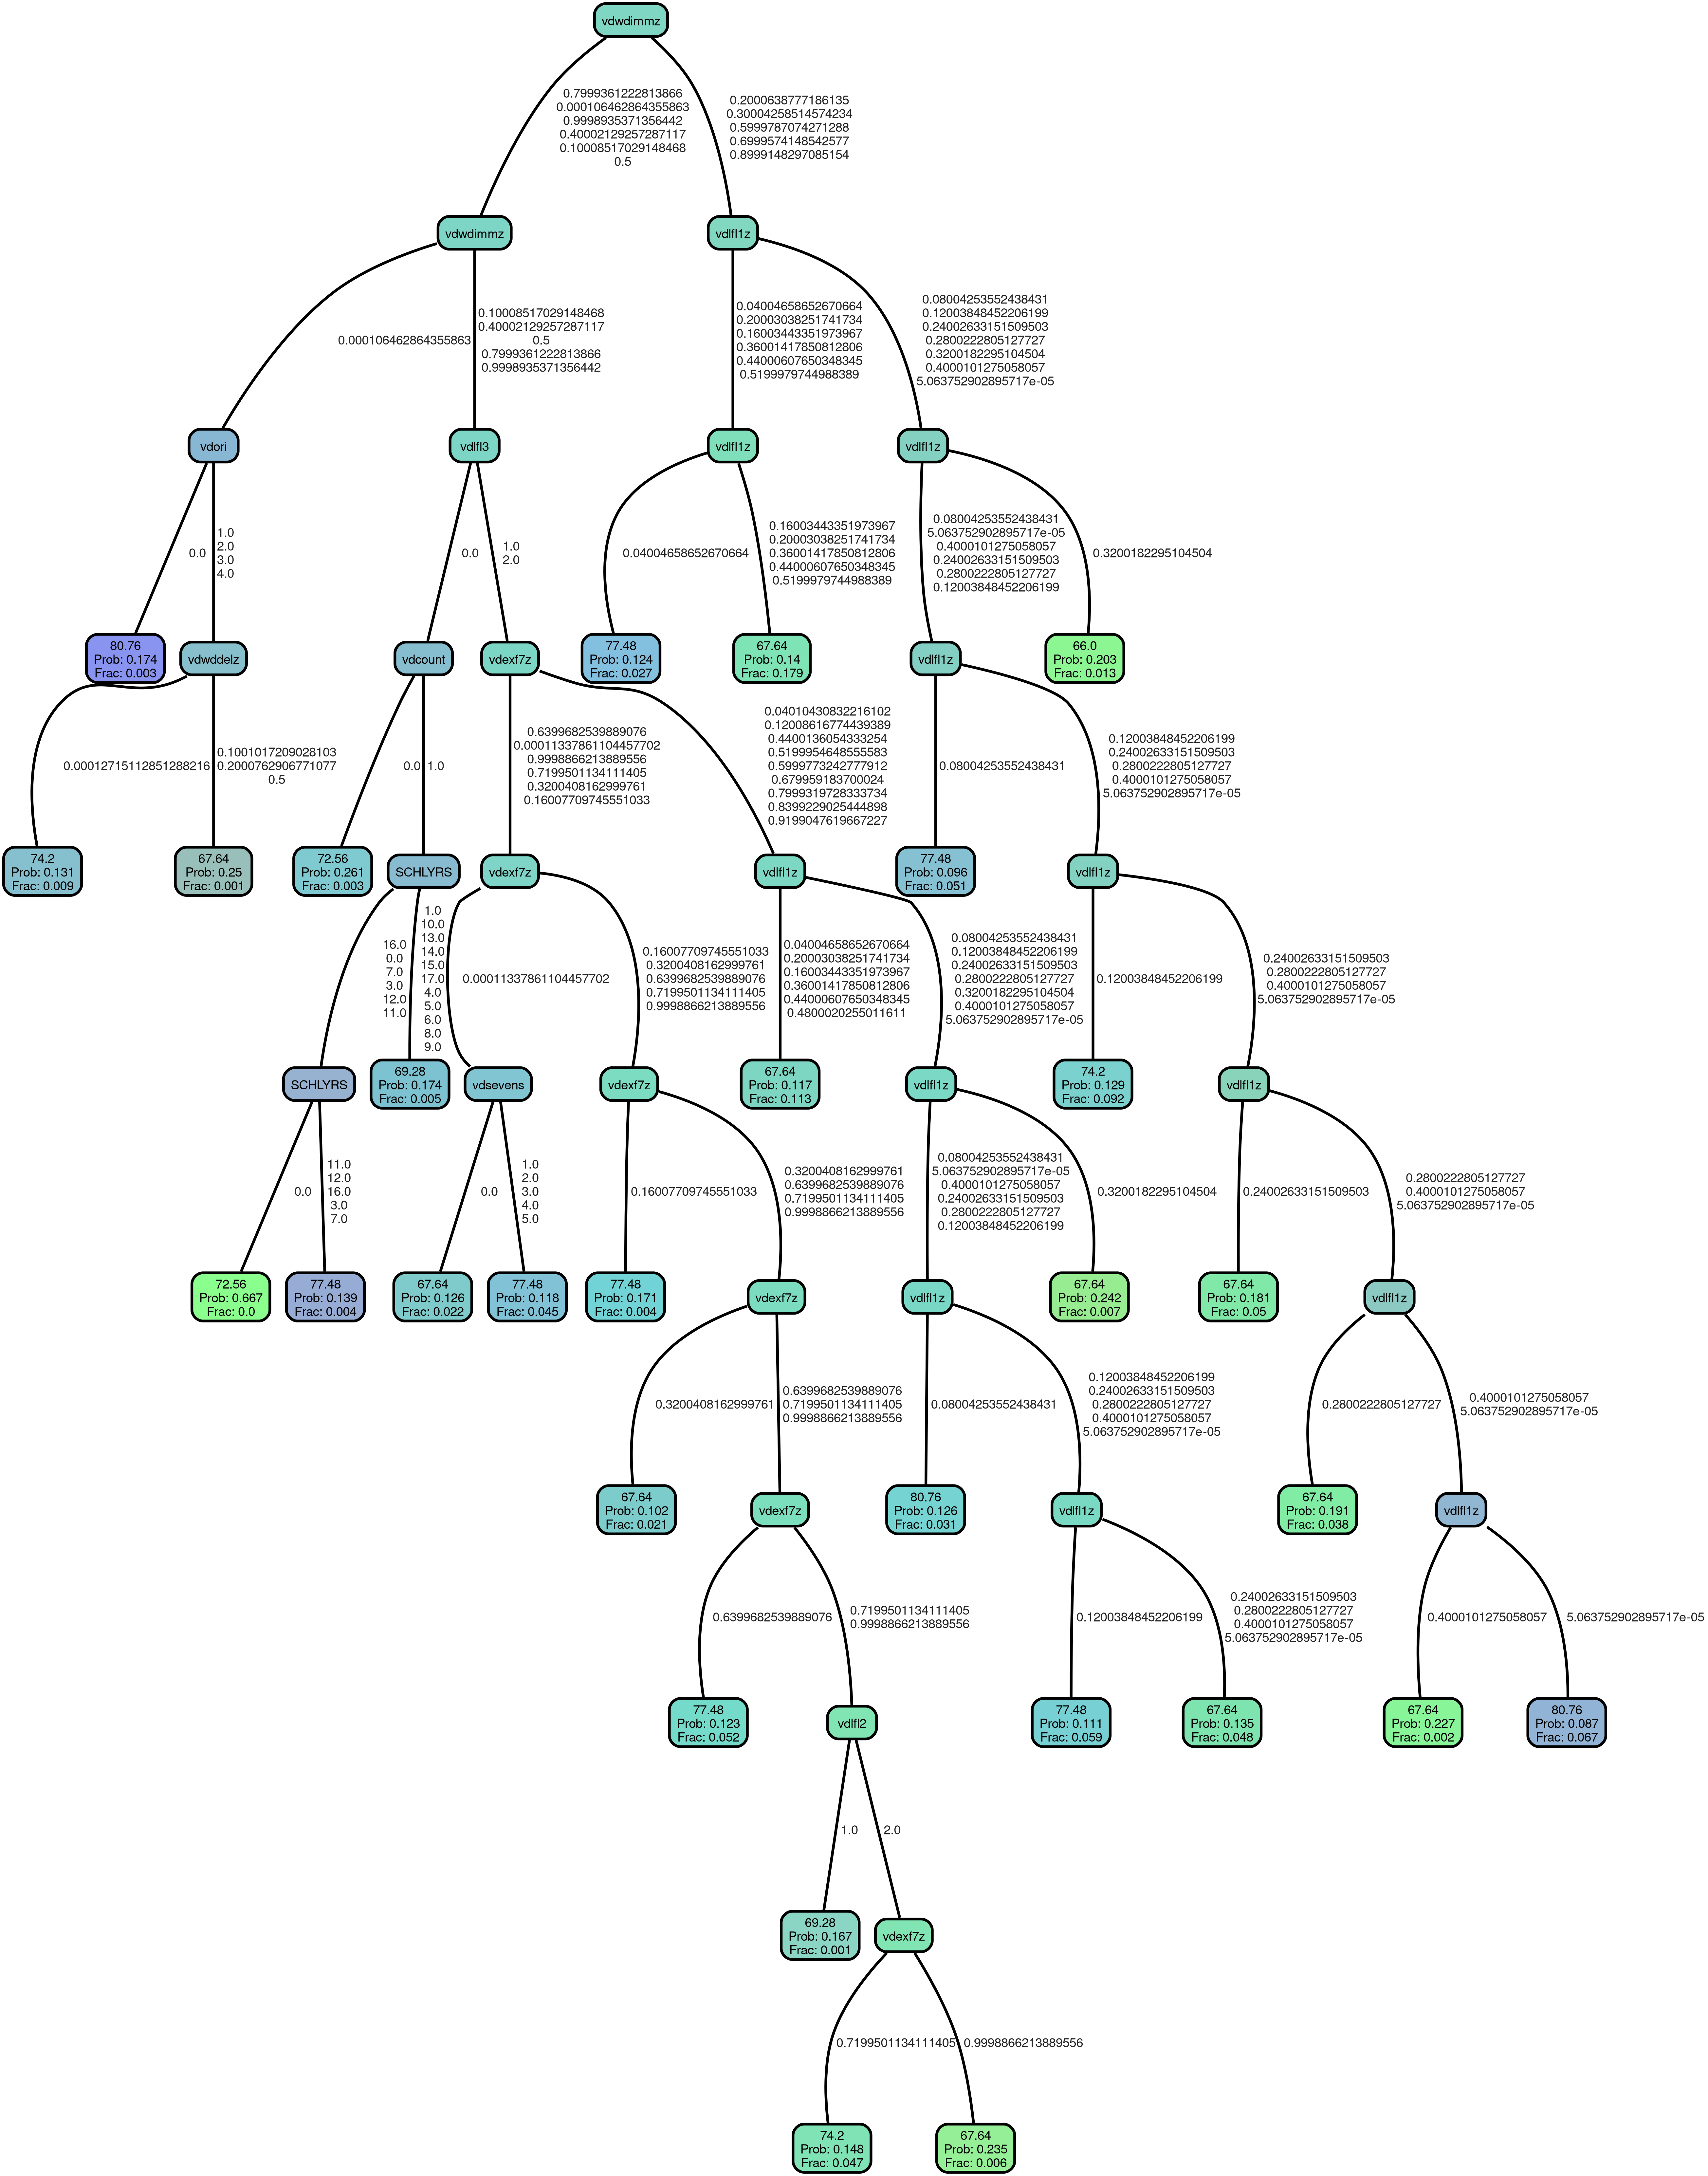 vdwdimmz
0.7999361222813866
0.000106462864355863
0.9998935371356442
0.40002129257287117
0.10008517029148468
0.5
0.2000638777186135
0.30004258514574234
0.5999787074271288
0.6999574148542577
0.8999148297085154
vdwdimmz
vdlfl1z
0.000106462864355863
0.10008517029148468
0.40002129257287117
0.5
0.7999361222813866
0.9998935371356442
0.04004658652670664
0.20003038251741734
0.16003443351973967
0.36001417850812806
0.44000607650348345
0.5199979744988389
0.08004253552438431
0.12003848452206199
0.24002633151509503
0.2800222805127727
0.3200182295104504
0.4000101275058057
5.063752902895717e-05
vdori
vdlfl3
vdlfl1z
vdlfl1z
0.0
1.0
2.0
3.0
4.0
0.0
1.0
2.0
0.04004658652670664
0.16003443351973967
0.20003038251741734
0.36001417850812806
0.44000607650348345
0.5199979744988389
0.08004253552438431
5.063752902895717e-05
0.4000101275058057
0.24002633151509503
0.2800222805127727
0.12003848452206199
0.3200182295104504
80.76
Prob: 0.174
Frac: 0.003
vdwddelz
vdcount
vdexf7z
77.48
Prob: 0.124
Frac: 0.027
67.64
Prob: 0.14
Frac: 0.179
vdlfl1z
66.0
Prob: 0.203
Frac: 0.013
0.00012715112851288216
0.1001017209028103
0.2000762906771077
0.5
0.0
1.0
0.6399682539889076
0.00011337861104457702
0.9998866213889556
0.7199501134111405
0.3200408162999761
0.16007709745551033
0.04010430832216102
0.12008616774439389
0.4400136054333254
0.5199954648555583
0.5999773242777912
0.679959183700024
0.7999319728333734
0.8399229025444898
0.9199047619667227
0.08004253552438431
0.12003848452206199
0.24002633151509503
0.2800222805127727
0.4000101275058057
5.063752902895717e-05
74.2
Prob: 0.131
Frac: 0.009
67.64
Prob: 0.25
Frac: 0.001
72.56
Prob: 0.261
Frac: 0.003
SCHLYRS
vdexf7z
vdlfl1z
77.48
Prob: 0.096
Frac: 0.051
vdlfl1z
16.0
0.0
7.0
3.0
12.0
11.0
1.0
10.0
13.0
14.0
15.0
17.0
4.0
5.0
6.0
8.0
9.0
0.00011337861104457702
0.16007709745551033
0.3200408162999761
0.6399682539889076
0.7199501134111405
0.9998866213889556
0.04004658652670664
0.20003038251741734
0.16003443351973967
0.36001417850812806
0.44000607650348345
0.4800020255011611
0.08004253552438431
0.12003848452206199
0.24002633151509503
0.2800222805127727
0.3200182295104504
0.4000101275058057
5.063752902895717e-05
0.12003848452206199
0.24002633151509503
0.2800222805127727
0.4000101275058057
5.063752902895717e-05
SCHLYRS
69.28
Prob: 0.174
Frac: 0.005
vdsevens
vdexf7z
67.64
Prob: 0.117
Frac: 0.113
vdlfl1z
74.2
Prob: 0.129
Frac: 0.092
vdlfl1z
0.0
11.0
12.0
16.0
3.0
7.0
0.0
1.0
2.0
3.0
4.0
5.0
0.16007709745551033
0.3200408162999761
0.6399682539889076
0.7199501134111405
0.9998866213889556
0.08004253552438431
5.063752902895717e-05
0.4000101275058057
0.24002633151509503
0.2800222805127727
0.12003848452206199
0.3200182295104504
0.24002633151509503
0.2800222805127727
0.4000101275058057
5.063752902895717e-05
72.56
Prob: 0.667
Frac: 0.0
77.48
Prob: 0.139
Frac: 0.004
67.64
Prob: 0.126
Frac: 0.022
77.48
Prob: 0.118
Frac: 0.045
77.48
Prob: 0.171
Frac: 0.004
vdexf7z
vdlfl1z
67.64
Prob: 0.242
Frac: 0.007
67.64
Prob: 0.181
Frac: 0.05
vdlfl1z
0.3200408162999761
0.6399682539889076
0.7199501134111405
0.9998866213889556
0.08004253552438431
0.12003848452206199
0.24002633151509503
0.2800222805127727
0.4000101275058057
5.063752902895717e-05
0.2800222805127727
0.4000101275058057
5.063752902895717e-05
67.64
Prob: 0.102
Frac: 0.021
vdexf7z
80.76
Prob: 0.126
Frac: 0.031
vdlfl1z
67.64
Prob: 0.191
Frac: 0.038
vdlfl1z
0.6399682539889076
0.7199501134111405
0.9998866213889556
0.12003848452206199
0.24002633151509503
0.2800222805127727
0.4000101275058057
5.063752902895717e-05
0.4000101275058057
5.063752902895717e-05
77.48
Prob: 0.123
Frac: 0.052
vdlfl2
77.48
Prob: 0.111
Frac: 0.059
67.64
Prob: 0.135
Frac: 0.048
67.64
Prob: 0.227
Frac: 0.002
80.76
Prob: 0.087
Frac: 0.067
1.0
2.0
69.28
Prob: 0.167
Frac: 0.001
vdexf7z
0.7199501134111405
0.9998866213889556
74.2
Prob: 0.148
Frac: 0.047
67.64
Prob: 0.235
Frac: 0.006